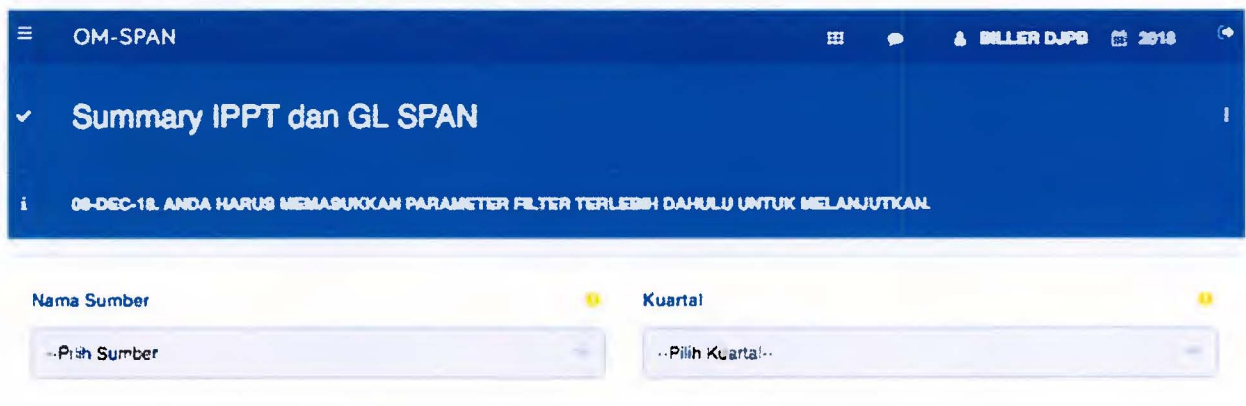 OM-SPAN
BILLER DJPB 2018
Summary IPPT dan GL SPAN
08-DEC-18. ANDA HARUS MEMASUKKAN PARAMETER FILTER TERLEBIH DAHULU UNTUK MELANJUTKAN.
Nama Sumber
Kuartal
--Pilih Sumber
--Pilih Kuartal--